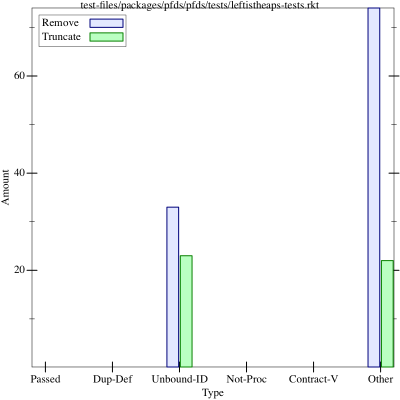 test-files/packages/pfds/pfds/tests/leftistheaps-tests.rkt
Remove
Truncate
60
40
20
Amount
Passed Dup-Def Unbound-ID Not-Proc Contract-V Other
Type